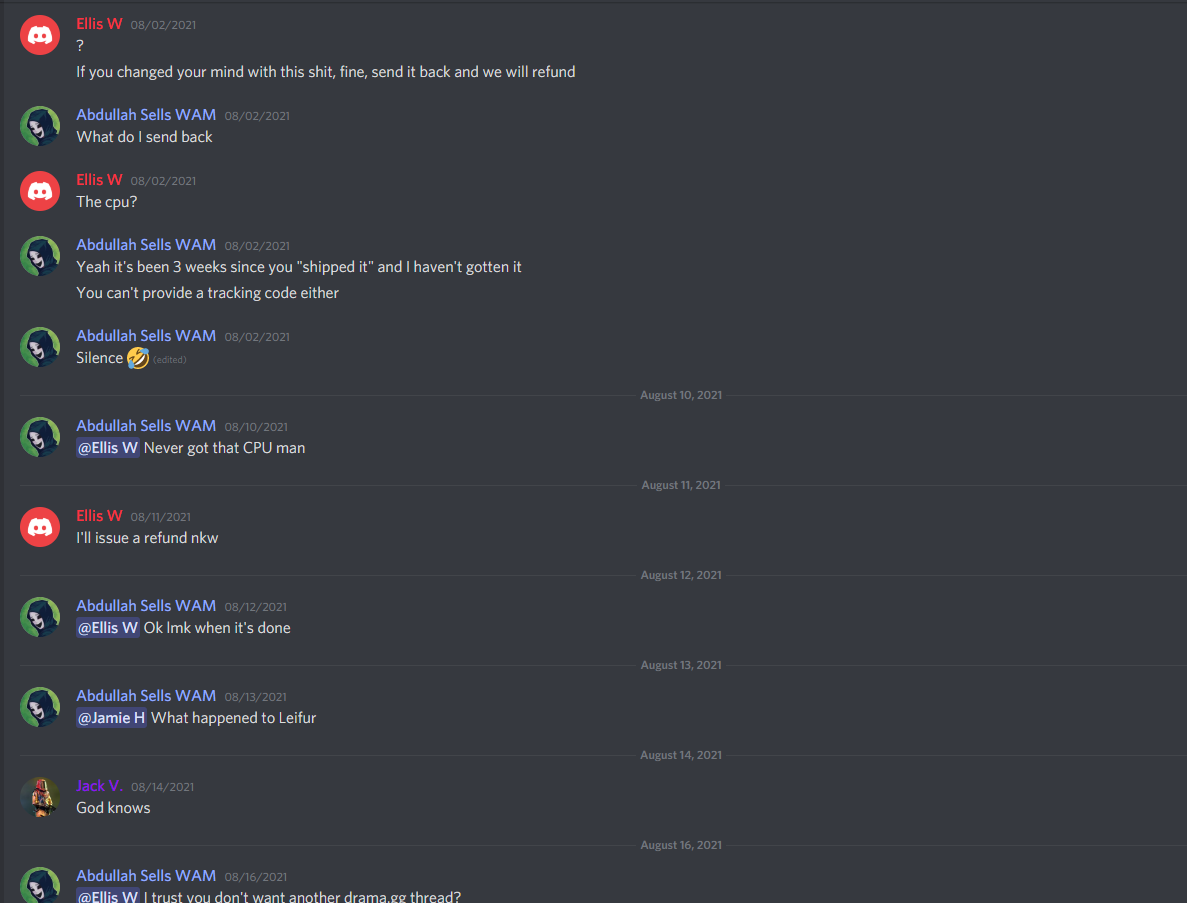 Ellis W 08/02/2021
?
If you changed your mind with this shit, fine, send it back and we will refund
Abdullah Sells WAM 08/02/2021
What do I send back
Ellis W 08/02/2021
The cpu?
Abdullah Sells WAM 08/02/2021
Yeah it's been 3 weeks since you "shipped it" and I haven't gotten it
You can't provide a tracking code either
Abdullah Sells WAM 08/02/2021
Silence 🤣 (edited)
August 10, 2021
Abdullah Sells WAM 08/10/2021
@Ellis W Never got that CPU man
August 11, 2021
Ellis W 08/11/2021
I'll issue a refund nkw
August 12, 2021
Abdullah Sells WAM 08/12/2021
@Ellis W Ok lmk when it's done
August 13, 2021
Abdullah Sells WAM 08/13/2021
@Jamie H What happened to Leifur
August 14, 2021
Jack V. 08/14/2021
God knows
August 16, 2021
Abdullah Sells WAM 08/16/2021
@Ellis W I trust you don't want another drama.gg thread?